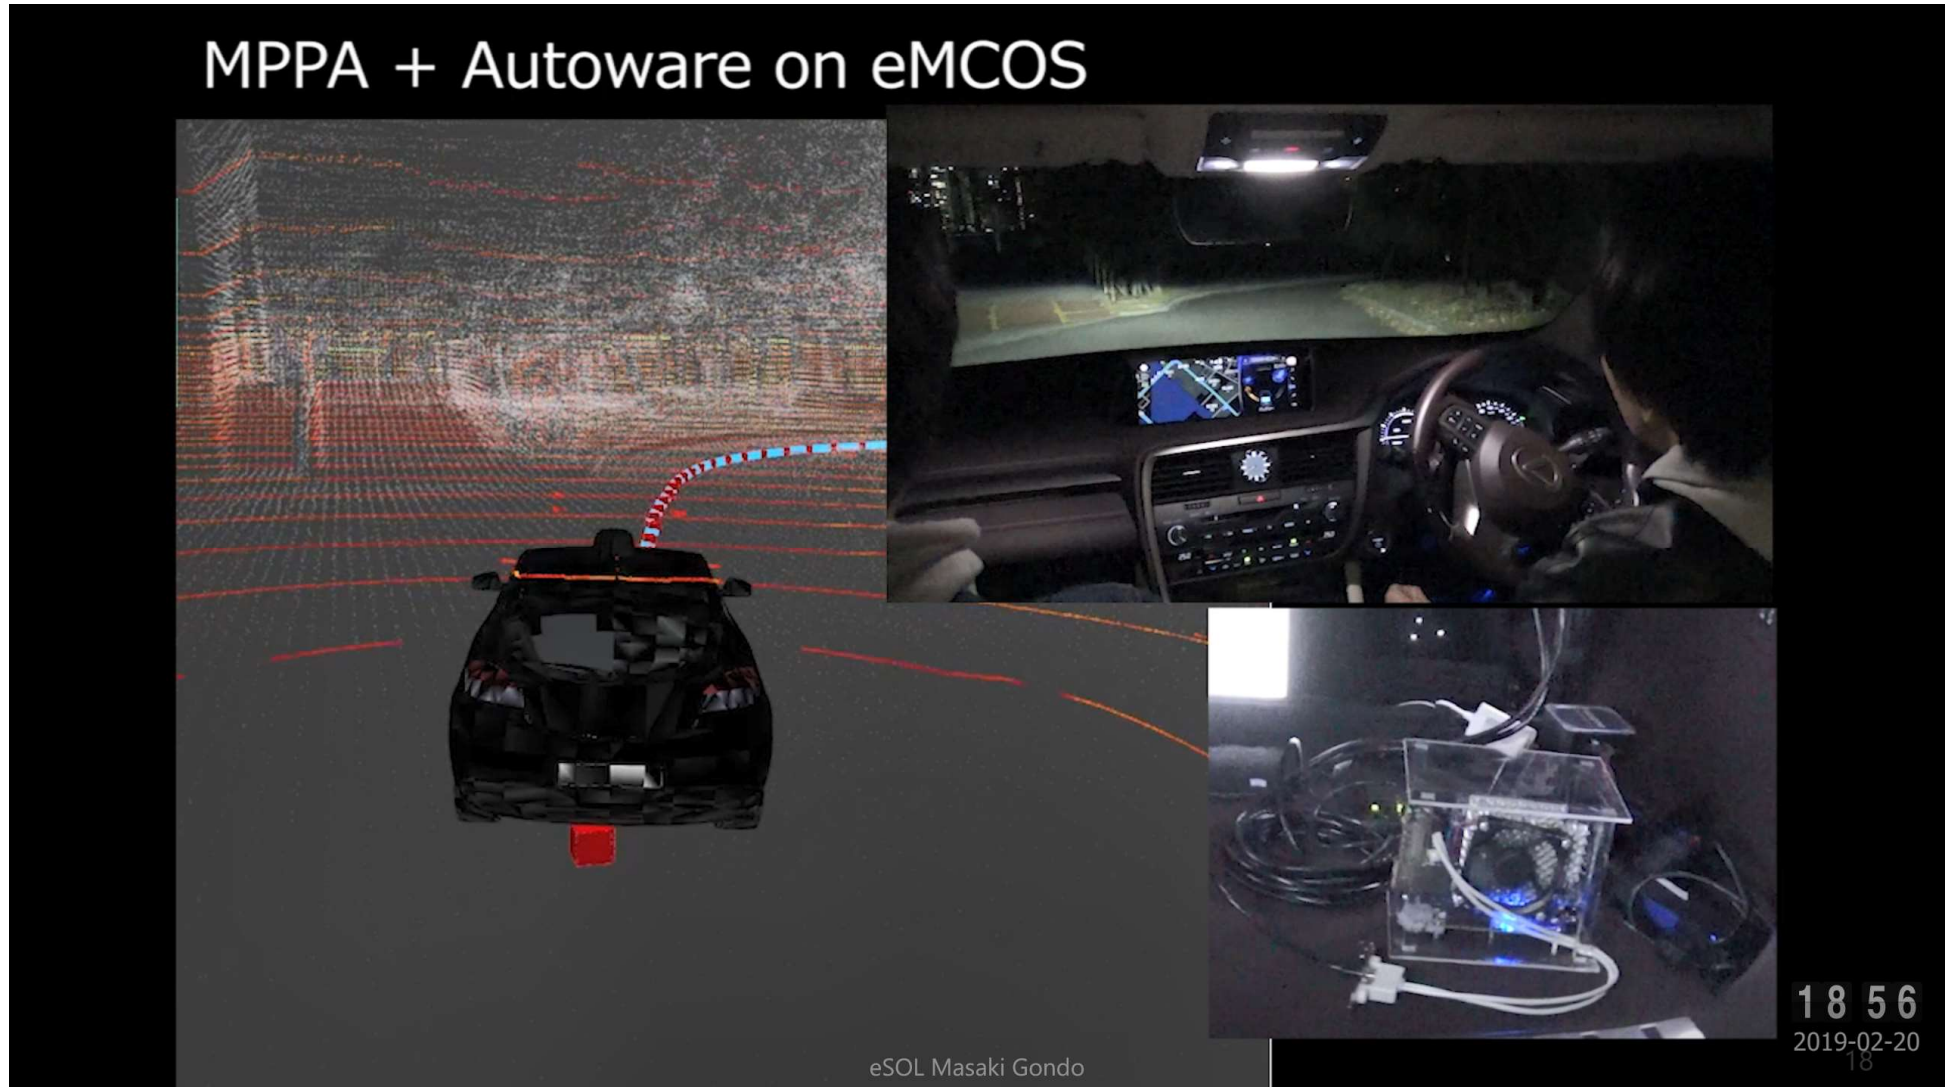 MPPA + Autoware on eMCOS
18 56
2019-02-20
18
eSOL Masaki Gondo